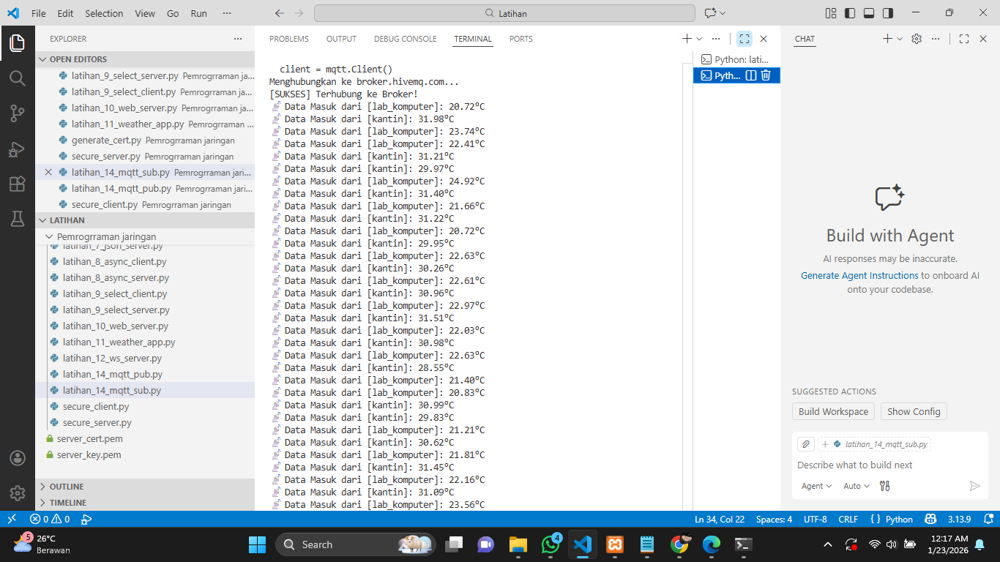 File Edit Selection View Go Run ··· Latihan
EXPLORER ···
OPEN EDITORS
latihan_9_select_server.py Pemrogrraman ja...
latihan_9_select_client.py Pemrogrraman ja...
latihan_10_web_server.py Pemrogrraman ja...
latihan_11_weather_app.py Pemrogrraman ...
generate_cert.py Pemrogrraman jaringan
secure_server.py Pemrogrraman jaringan
latihan_14_mqtt_sub.py Pemrogrraman jari...
latihan_14_mqtt_pub.py Pemrogrraman jari...
secure_client.py Pemrogrraman jaringan
LATIHAN
Pemrogrraman jaringan
latihan_7_json_server.py
latihan_8_async_client.py
latihan_8_async_server.py
latihan_9_select_client.py
latihan_9_select_server.py
latihan_10_web_server.py
latihan_11_weather_app.py
latihan_12_ws_server.py
latihan_14_mqtt_pub.py
latihan_14_mqtt_sub.py
secure_client.py
secure_server.py
server_cert.pem
server_key.pem
OUTLINE
TIMELINE
PROBLEMS OUTPUT DEBUG CONSOLE TERMINAL PORTS
client = mqtt.Client()
Menghubungkan ke broker.hivemq.com...
[SUKSES] Terhubung ke Broker!
Data Masuk dari [lab_komputer]: 20.72°C
Data Masuk dari [kantin]: 31.98°C
Data Masuk dari [lab_komputer]: 23.74°C
Data Masuk dari [lab_komputer]: 22.41°C
Data Masuk dari [kantin]: 31.21°C
Data Masuk dari [kantin]: 29.97°C
Data Masuk dari [lab_komputer]: 24.92°C
Data Masuk dari [kantin]: 31.40°C
Data Masuk dari [lab_komputer]: 21.66°C
Data Masuk dari [kantin]: 31.22°C
Data Masuk dari [lab_komputer]: 20.72°C
Data Masuk dari [kantin]: 29.95°C
Data Masuk dari [lab_komputer]: 22.63°C
Data Masuk dari [kantin]: 30.26°C
Data Masuk dari [lab_komputer]: 22.61°C
Data Masuk dari [kantin]: 30.96°C
Data Masuk dari [lab_komputer]: 22.97°C
Data Masuk dari [kantin]: 31.51°C
Data Masuk dari [lab_komputer]: 22.03°C
Data Masuk dari [kantin]: 30.98°C
Data Masuk dari [lab_komputer]: 22.63°C
Data Masuk dari [kantin]: 28.55°C
Data Masuk dari [lab_komputer]: 21.40°C
Data Masuk dari [lab_komputer]: 20.83°C
Data Masuk dari [kantin]: 30.99°C
Data Masuk dari [kantin]: 29.83°C
Data Masuk dari [lab_komputer]: 21.21°C
Data Masuk dari [kantin]: 30.62°C
Data Masuk dari [lab_komputer]: 21.81°C
Data Masuk dari [kantin]: 31.45°C
Data Masuk dari [lab_komputer]: 22.16°C
Data Masuk dari [kantin]: 31.09°C
Data Masuk dari [lab_komputer]: 23.56°C
Python: lati...
Pyth...
CHAT
Build with Agent
AI responses may be inaccurate.
Generate Agent Instructions to onboard AI
onto your codebase.
SUGGESTED ACTIONS
Build Workspace Show Config
latihan_14_mqtt_sub.py
Describe what to build next
Agent Auto
0 0 Ln 34, Col 22 Spaces: 4 UTF-8 CRLF { } Python 3.13.9
5
26°C
Berawan
Search
4
12:17 AM
1/23/2026